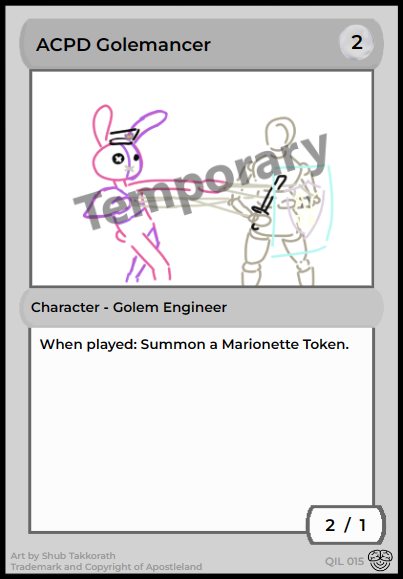 ACPD Golemancer
2
Temporary
Character - Golem Engineer
When played: Summon a Marionette Token.
2 / 1
Art by Shub Takkorath
Trademark and Copyright of Apostleland
QIL 015